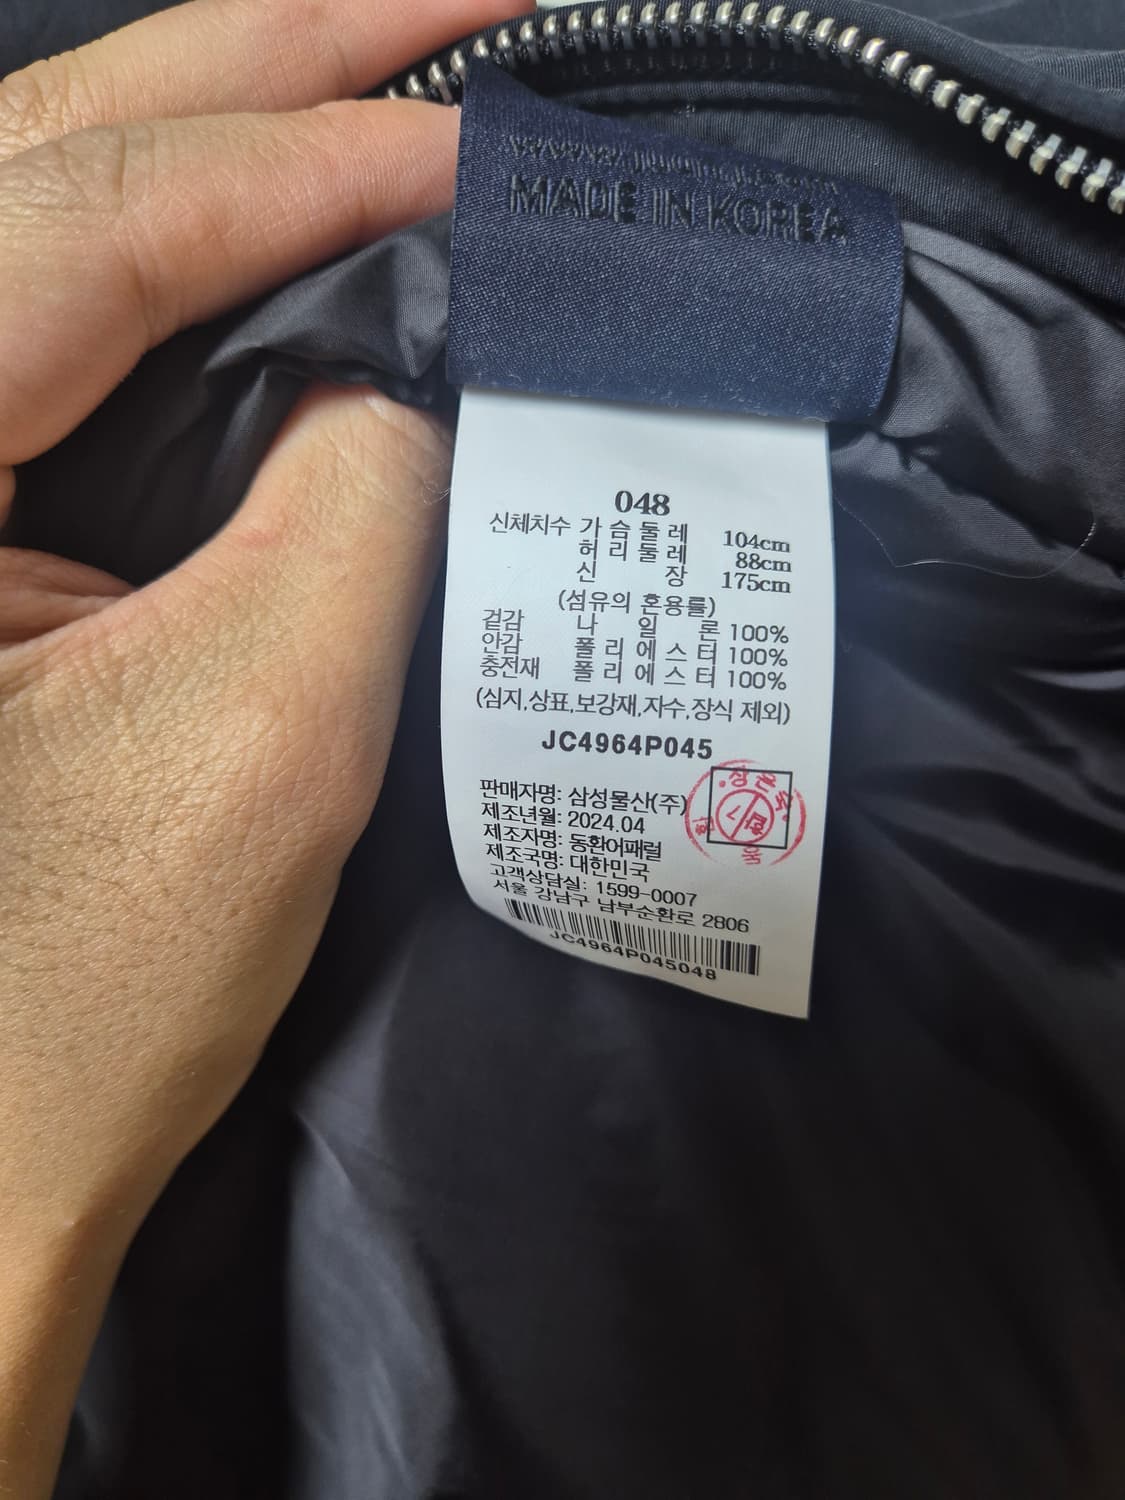 MADE IN KOREA
048
신체치수 가슴둘레 104cm
허리둘레 88cm
신장 175cm
(섬유의 혼용률)
겉감 나일론 100%
안감 폴리에스터 100%
충전재 폴리에스터 100%
(심지,상표,보강재,자수,장식 제외)
JC4964P045
판매자명: 삼성물산(주)
제조년월: 2024.04
제조자명: 동환어패럴
제조국명: 대한민국
고객상담실: 1599-0007
서울 강남구 남부순환로 2806
JC4964P045048